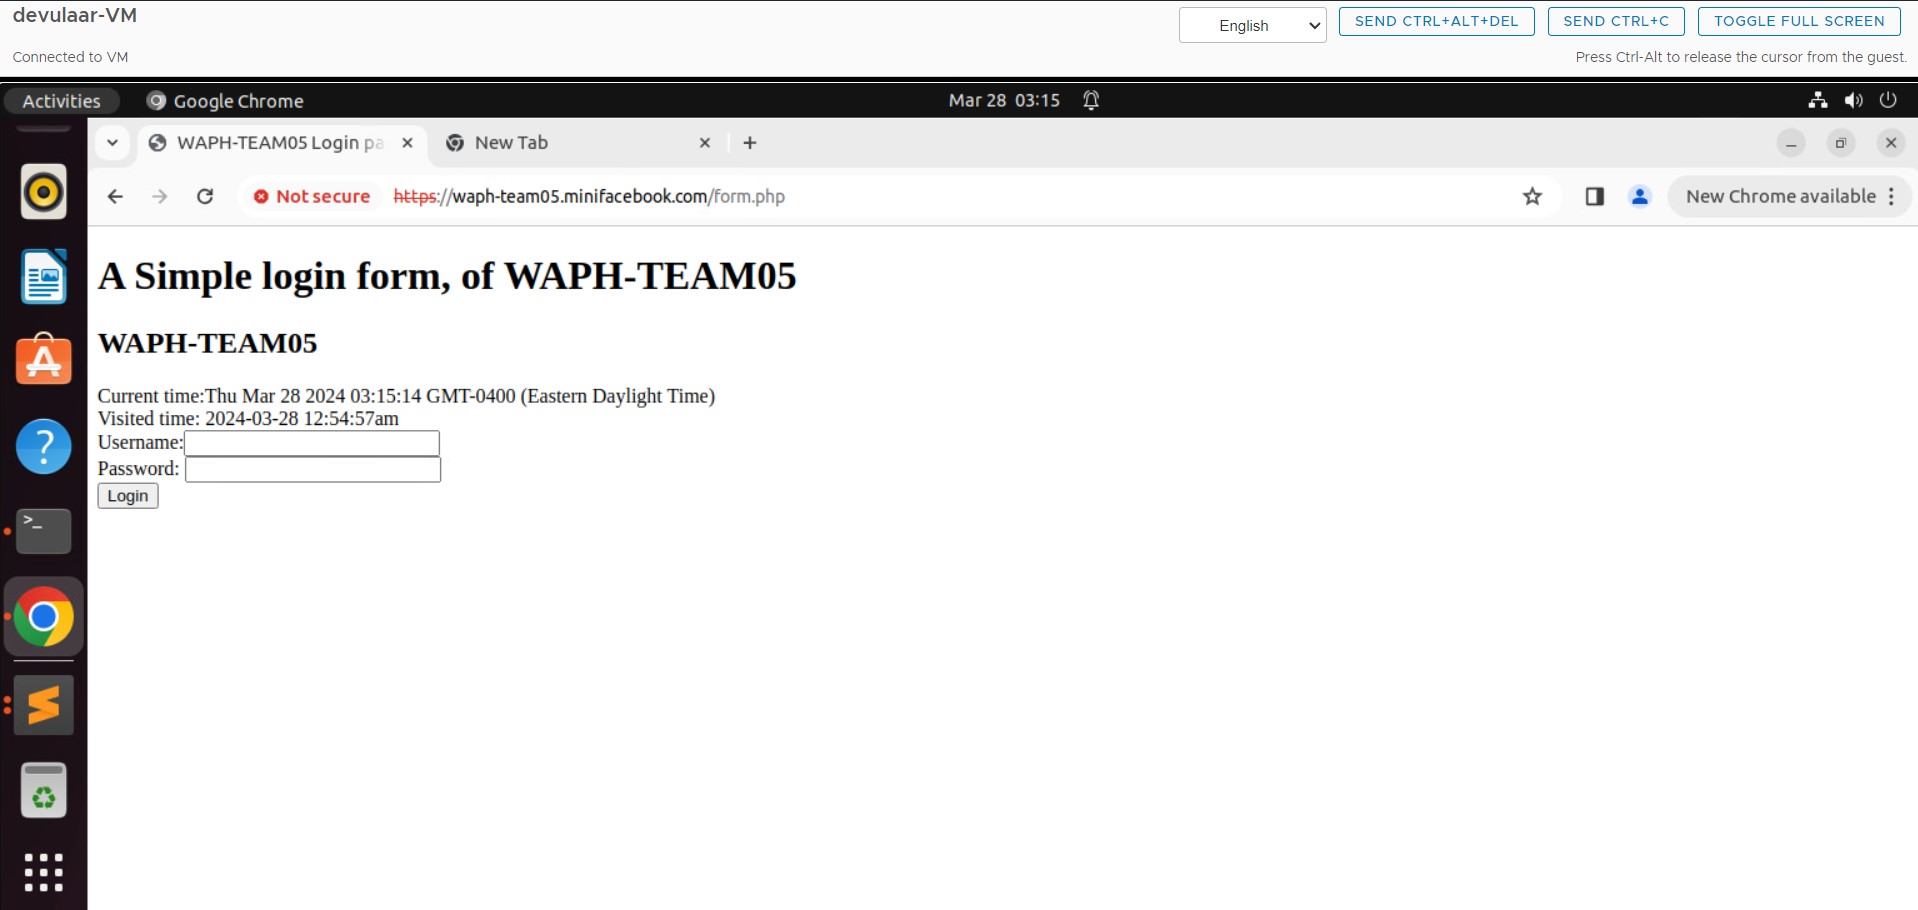 devulaar-VM
English
SEND CTRL+ALT+DEL
SEND CTRL+C
TOGGLE FULL SCREEN
Connected to VM
Press Ctrl-Alt to release the cursor from the guest.
Activities
Google Chrome
Mar 28 03:15
WAPH-TEAM05 Login pa
New Tab
Not secure
https://waph-team05.minifacebook.com/form.php
New Chrome available
A Simple login form, of WAPH-TEAM05
WAPH-TEAM05
Current time:Thu Mar 28 2024 03:15:14 GMT-0400 (Eastern Daylight Time)
Visited time: 2024-03-28 12:54:57am
Username:
Password:
Login